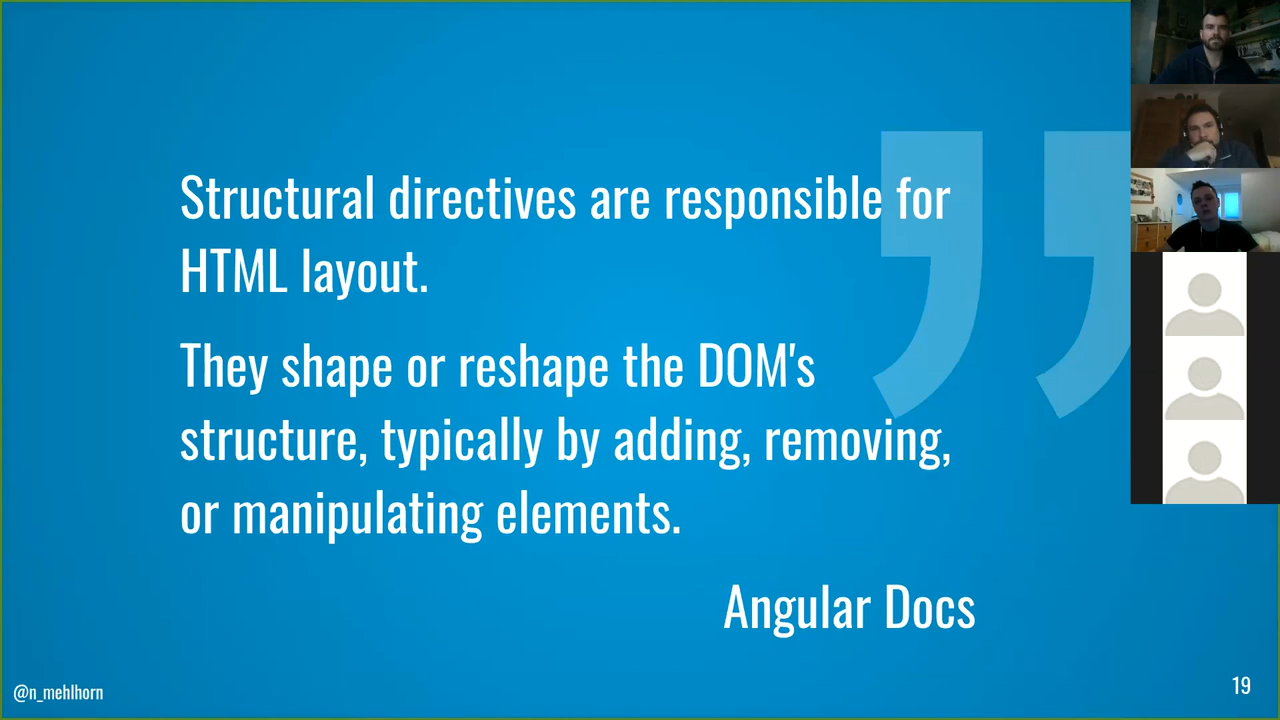 Structural directives are responsible for
HTML layout.
They shape or reshape the DOM's
structure, typically by adding, removing,
or manipulating elements.
Angular Docs
@n_mehlhorn
19